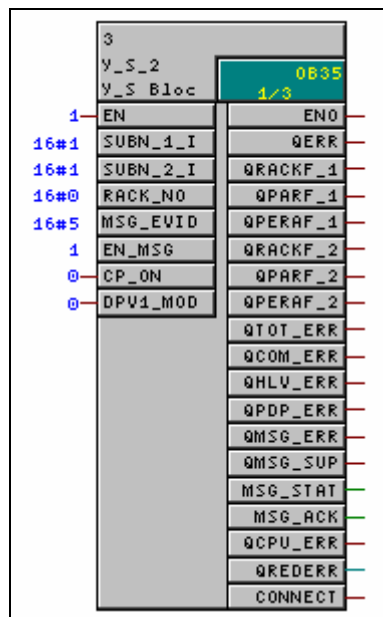 3
Y_S_2
Y_S Bloc
OB35
1/3
1 EN ENO
16#1 SUBN_1_I QERR
16#1 SUBN_2_I QRACKF_1
16#0 RACK_NO QPARF_1
16#5 MSG_EVID QPERAF_1
1 EN_MSG QRACKF_2
0 CP_ON QPARF_2
0 DPV1_MOD QPERAF_2
QTOT_ERR
QCOM_ERR
QHLV_ERR
QPDP_ERR
QMSG_ERR
QMSG_SUP
MSG_STAT
MSG_ACK
QCPU_ERR
QREDERR
CONNECT